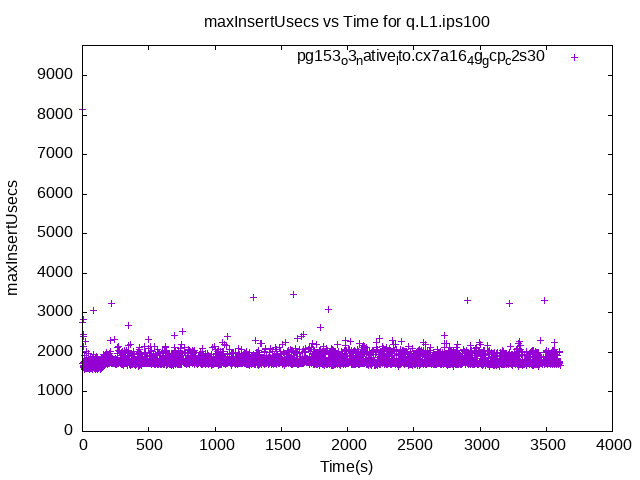 maxInsertUsecs vs Time for q.L1.ips100
pg153o3native_lto.cx7a16_4g_gcp_c2s30
9000
8000
7000
6000
5000
4000
3000
2000
1000
0
maxInsertUsecs
0 500 1000 1500 2000 2500 3000 3500 4000
Time(s)